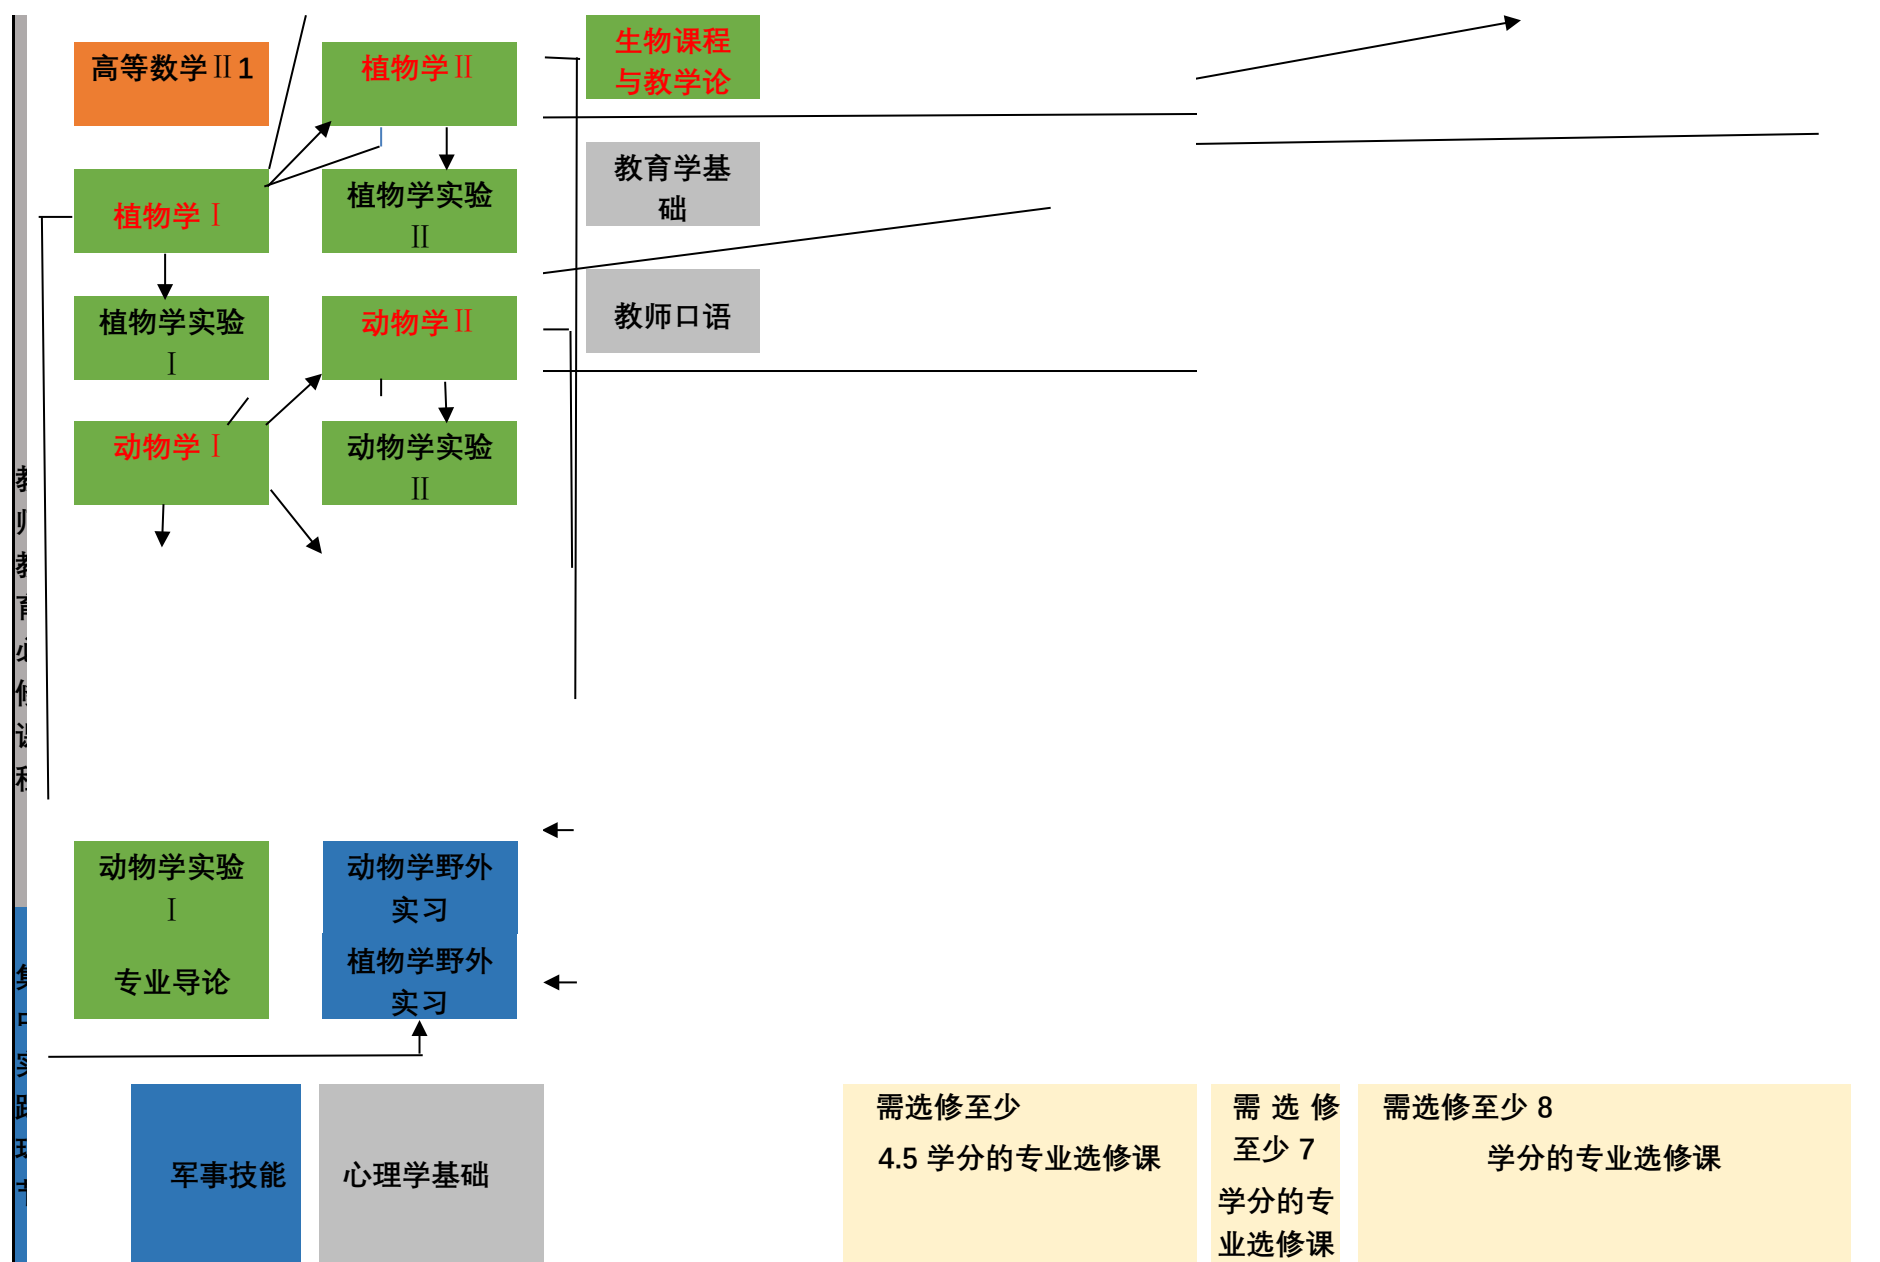 高等数学Ⅱ1
植物学Ⅱ
生物课程
与教学论
植物学Ⅰ
植物学实验
Ⅱ
教育学基
础
植物学实验
Ⅰ
动物学Ⅱ
教师口语
动物学Ⅰ
动物学实验
Ⅱ
动物学实验
Ⅰ
专业导论
动物学野外
实习
植物学野外
实习
军事技能
心理学基础
需选修至少
4.5 学分的专业选修课
需选修
至少 7
学分的专
业选修课
需选修至少 8
学分的专业选修课